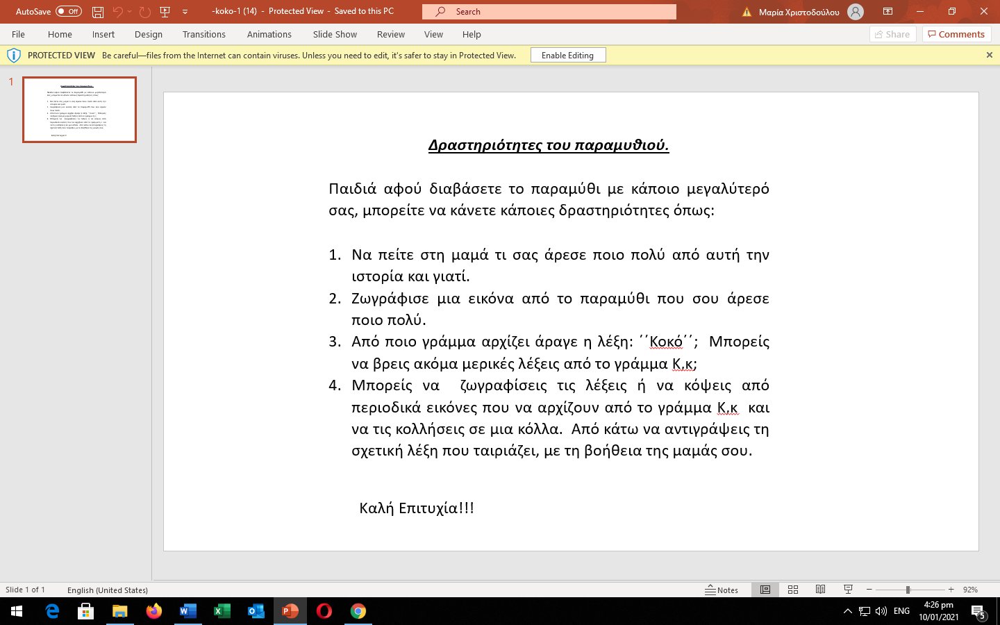 AutoSave Off -koko-1 (14) - Protected View - Saved to this PC Search Μαρία Χριστοδούλου
File Home Insert Design Transitions Animations Slide Show Review View Help Share Comments
PROTECTED VIEW Be careful—files from the Internet can contain viruses. Unless you need to edit, it's safer to stay in Protected View. Enable Editing
1
Δραστηριότητες του παραμυθιού.
Παιδιά αφού διαβάσετε το παραμύθι με κάποιο μεγαλύτερό
σας, μπορείτε να κάνετε κάποιες δραστηριότητες όπως:
1. Να πείτε στη μαμά τι σας άρεσε ποιο πολύ από αυτή την
ιστορία και γιατί.
2. Ζωγράφισε μια εικόνα από το παραμύθι που σου άρεσε
ποιο πολύ.
3. Από ποιο γράμμα αρχίζει άραγε η λέξη: ΄΄Κοκό΄΄; Μπορείς
να βρεις ακόμα μερικές λέξεις από το γράμμα Κ,κ;
4. Μπορείς να ζωγραφίσεις τις λέξεις ή να κόψεις από
περιοδικά εικόνες που να αρχίζουν από το γράμμα Κ,κ και
να τις κολλήσεις σε μια κόλλα. Από κάτω να αντιγράψεις τη
σχετική λέξη που ταιριάζει, με τη βοήθεια της μαμάς σου.
Καλή Επιτυχία!!!
Slide 1 of 1 English (United States) Notes 92%
4:26 pm
ENG
10/01/2021
5